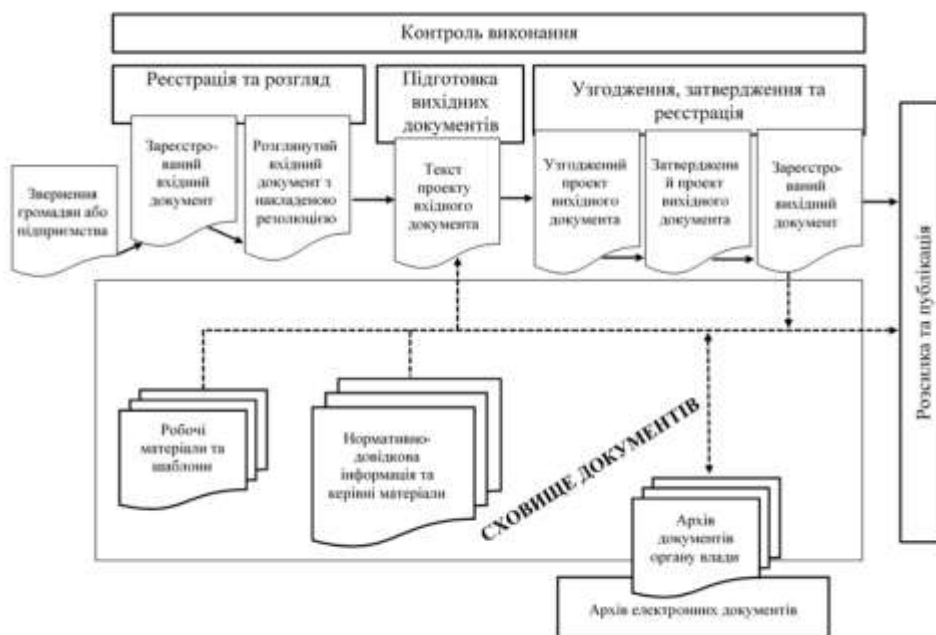 Контроль виконання
Реєстрація та розгляд
Підготовка
вихідних
документів
Узгодження, затвердження та
реєстрація
Звернення
громадян або
підприємства
Зареєстро-
ваний
вхідний
документ
Розглянутий
вхідний
документ з
накладеною
резолюцією
Текст
проекту
вхідного
документа
Узгоджений
проект
вихідного
документа
Затверджени
й проект
вихідного
документа
Зареєстро-
ваний
вихідний
документ
Розсилка та публікація
Робочі
матеріали та
шаблони
Нормативно-
довідкова
інформація та
керівні матеріали
СХОВИЩЕ ДОКУМЕНТІВ
Архів
документів
органу влади
Архів електронних документів